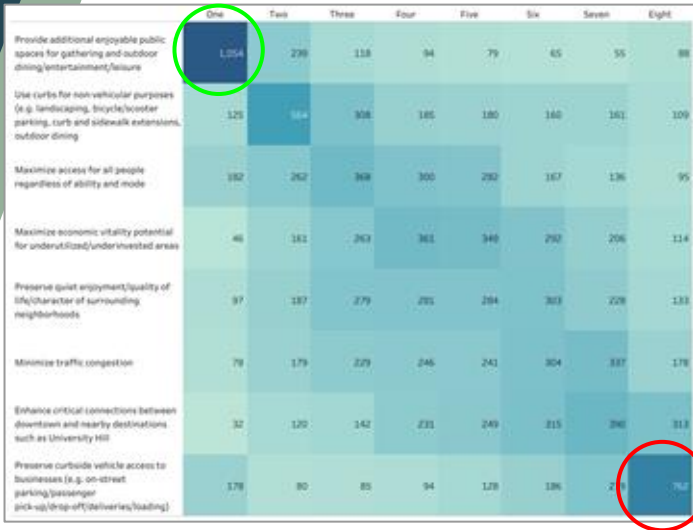 One Two Three Four Five Six Seven Eight
Provide additional enjoyable public
spaces for gathering and outdoor
dining/entertainment/leisure
1,054 239 118 94 79 65 55 88
Use curbs for non-vehicular purposes
(e.g. landscaping, bicycle/scooter
parking, curb and sidewalk extensions,
outdoor dining
125 308 185 180 160 161 109
Maximize access for all people
regardless of ability and mode
192 262 368 300 282 167 136 95
Maximize economic vitality potential
for underutilized/underinvested areas
46 161 263 361 349 292 206 114
Preserve quiet enjoyment/quality of
life/character of surrounding
neighborhoods
97 187 279 281 284 303 228 133
Minimize traffic congestion
78 179 229 246 241 304 337 178
Enhance critical connections between
downtown and nearby destinations
such as University Hill
32 120 142 231 249 315 390 313
Preserve curbside vehicle access to
businesses (e.g. on-street
parking/passenger
pick-up/drop-off/deliveries/loading)
178 80 85 94 128 186 762